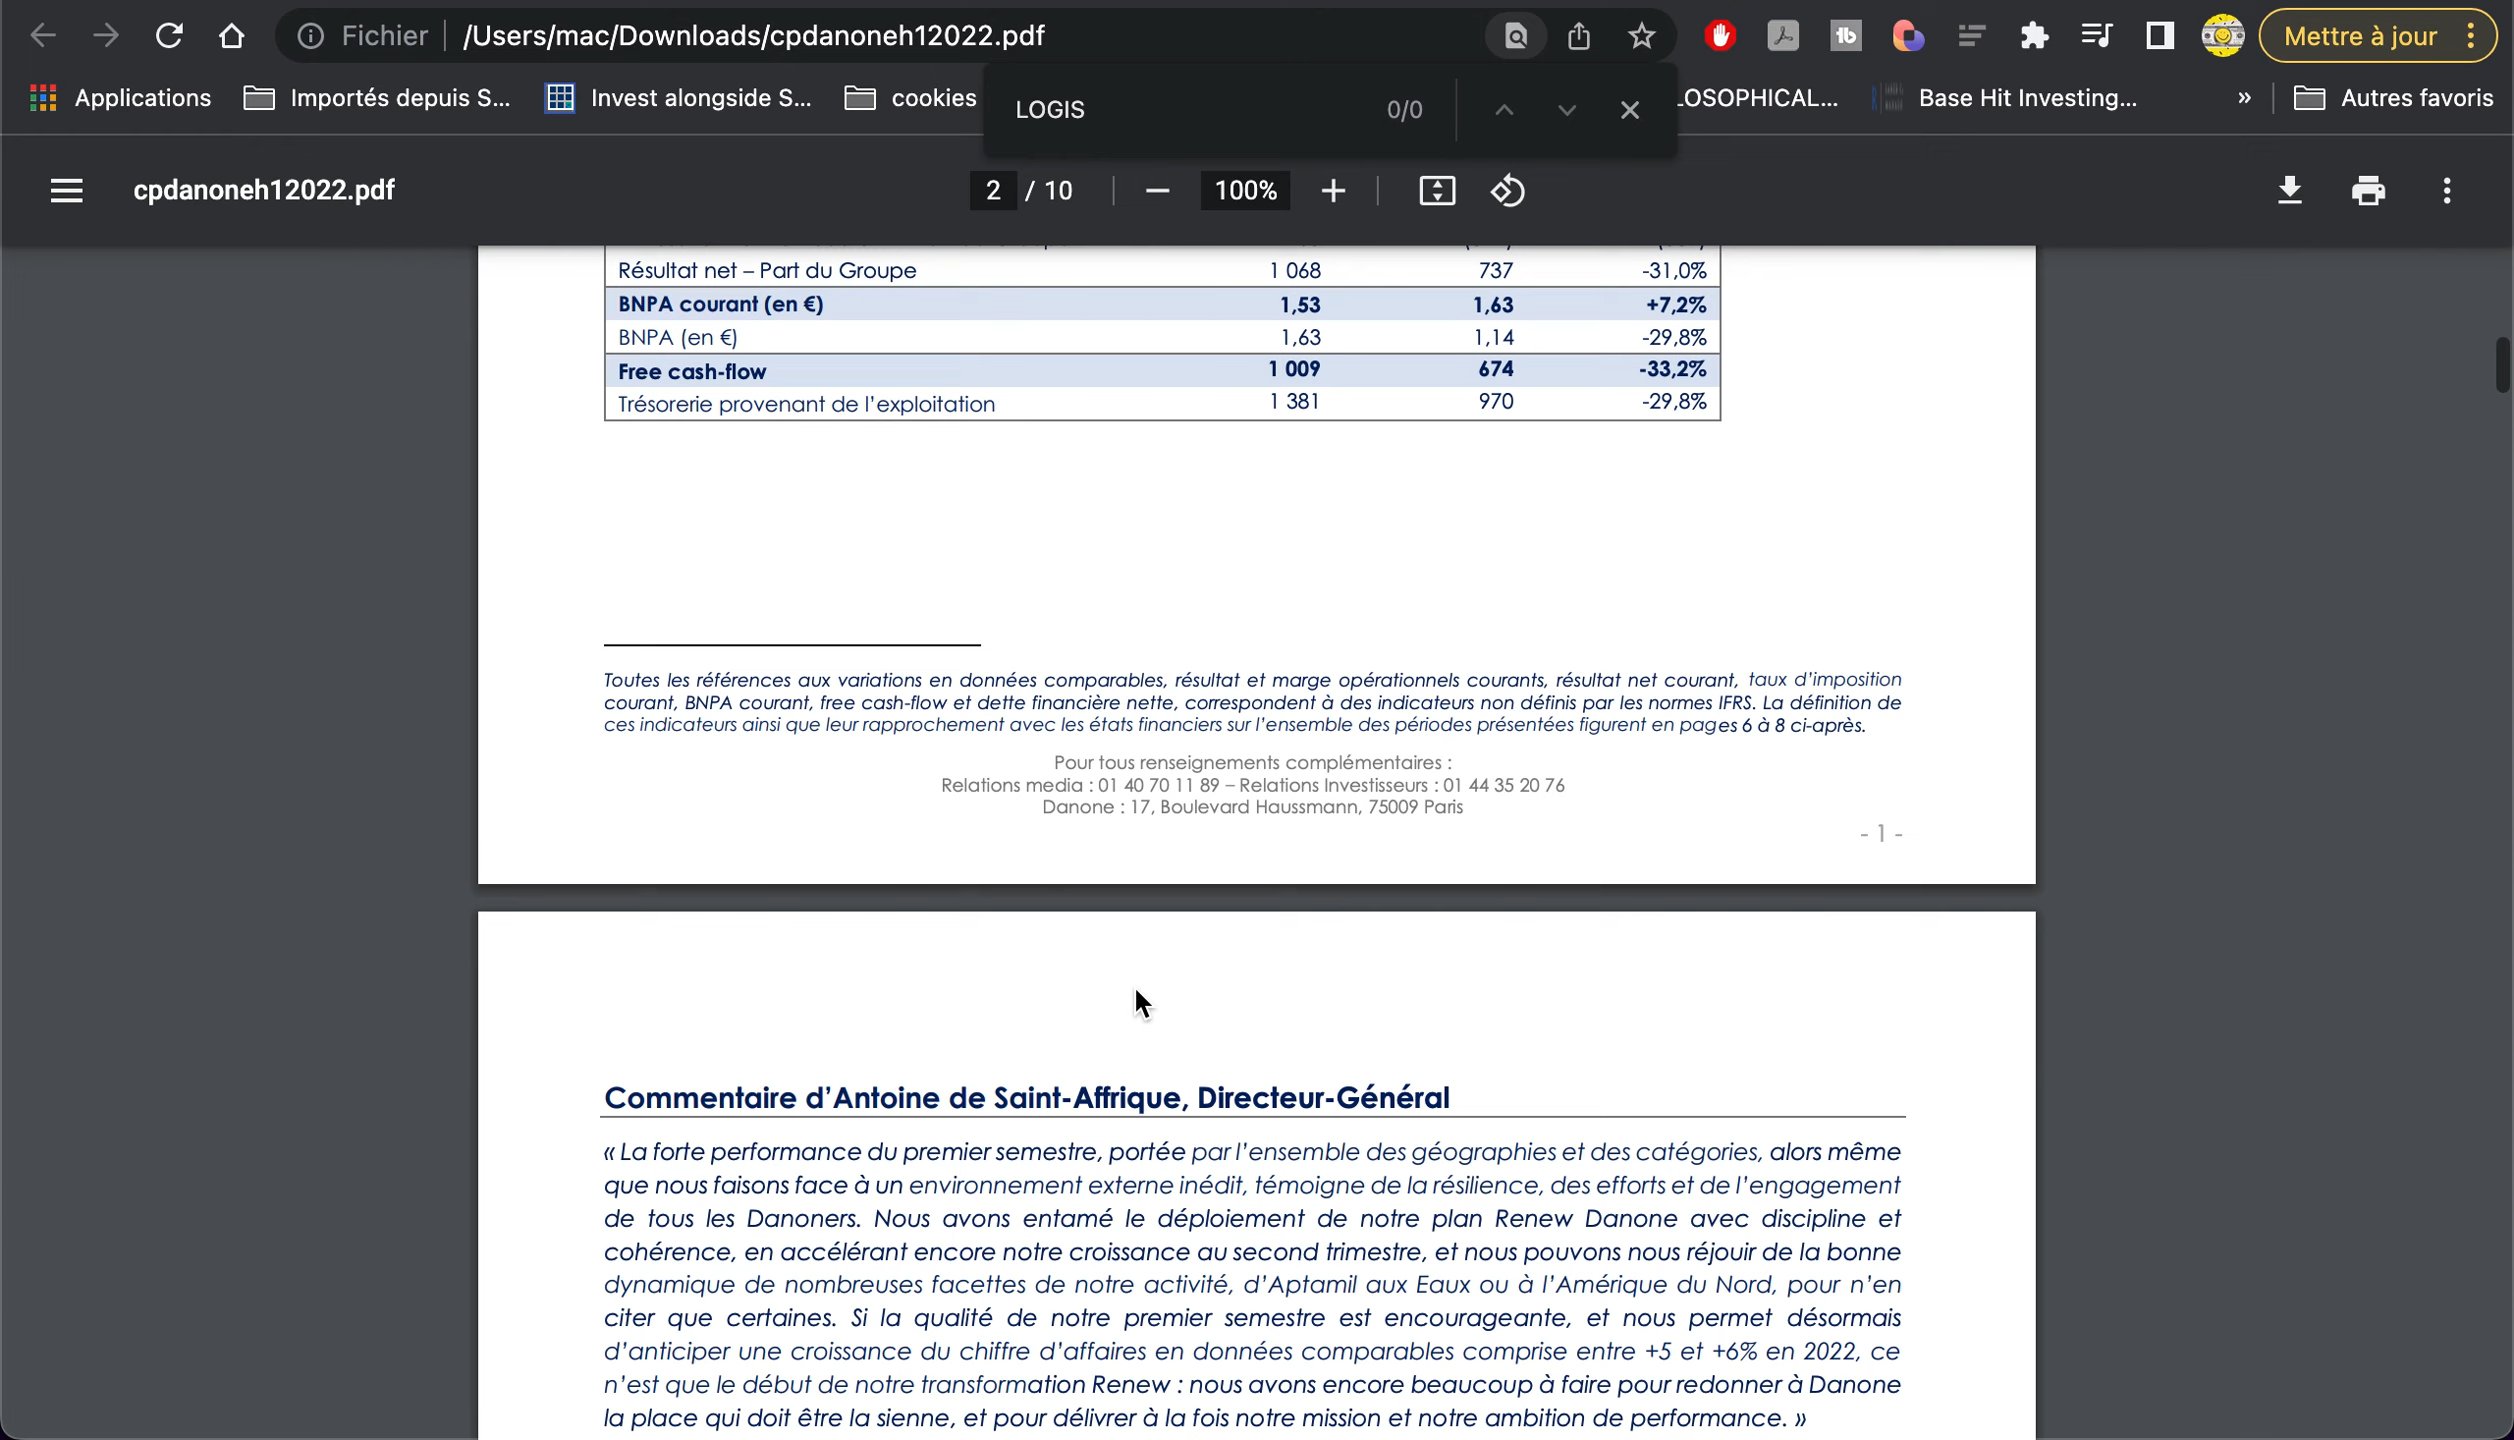 Fichier /Users/mac/Downloads/cpdanoneh12022.pdf Mettre à jour
Applications Importés depuis S... Invest alongside S... cookies LOSOPHICAL... Base Hit Investing... » Autres favoris
LOGIS 0/0
cpdanoneh12022.pdf 2 / 10 100%
Résultat net – Part du Groupe 1 068 737 -31,0%
BNPA courant (en €) 1,53 1,63 +7,2%
BNPA (en €) 1,63 1,14 -29,8%
Free cash-flow 1 009 674 -33,2%
Trésorerie provenant de l'exploitation 1 381 970 -29,8%
Toutes les références aux variations en données comparables, résultat et marge opérationnels courants, résultat net courant, taux d'imposition
courant, BNPA courant, free cash-flow et dette financière nette, correspondent à des indicateurs non définis par les normes IFRS. La définition de
ces indicateurs ainsi que leur rapprochement avec les états financiers sur l'ensemble des périodes présentées figurent en pages 6 à 8 ci-après.
Pour tous renseignements complémentaires :
Relations media : 01 40 70 11 89 – Relations Investisseurs : 01 44 35 20 76
Danone : 17, Boulevard Haussmann, 75009 Paris
- 1 -
Commentaire d'Antoine de Saint-Affrique, Directeur-Général
« La forte performance du premier semestre, portée par l'ensemble des géographies et des catégories, alors même
que nous faisons face à un environnement externe inédit, témoigne de la résilience, des efforts et de l'engagement
de tous les Danoners. Nous avons entamé le déploiement de notre plan Renew Danone avec discipline et
cohérence, en accélérant encore notre croissance au second trimestre, et nous pouvons nous réjouir de la bonne
dynamique de nombreuses facettes de notre activité, d'Aptamil aux Eaux ou à l'Amérique du Nord, pour n'en
citer que certaines. Si la qualité de notre premier semestre est encourageante, et nous permet désormais
d'anticiper une croissance du chiffre d'affaires en données comparables comprise entre +5 et +6% en 2022, ce
n'est que le début de notre transformation Renew : nous avons encore beaucoup à faire pour redonner à Danone
la place qui doit être la sienne, et pour délivrer à la fois notre mission et notre ambition de performance. »